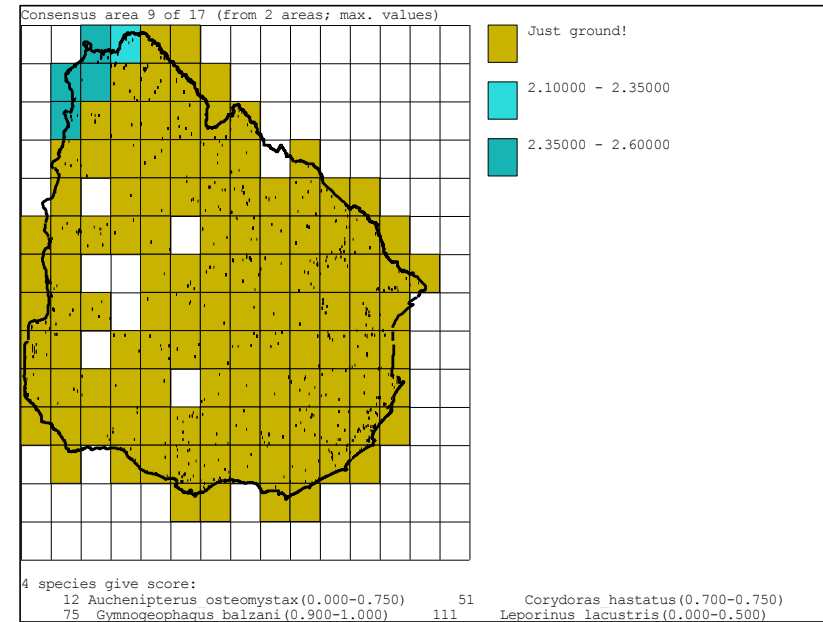 Consensus area 9 of 17 (from 2 areas; max. values)
Just ground!
2.10000 - 2.35000
2.35000 - 2.60000
4 species give score:
12 Auchenipterus osteomystax(0.000-0.750) 51 Corydoras hastatus(0.700-0.750)
75 Gymnogeophagus balzani(0.900-1.000) 111 Leporinus lacustris(0.000-0.500)